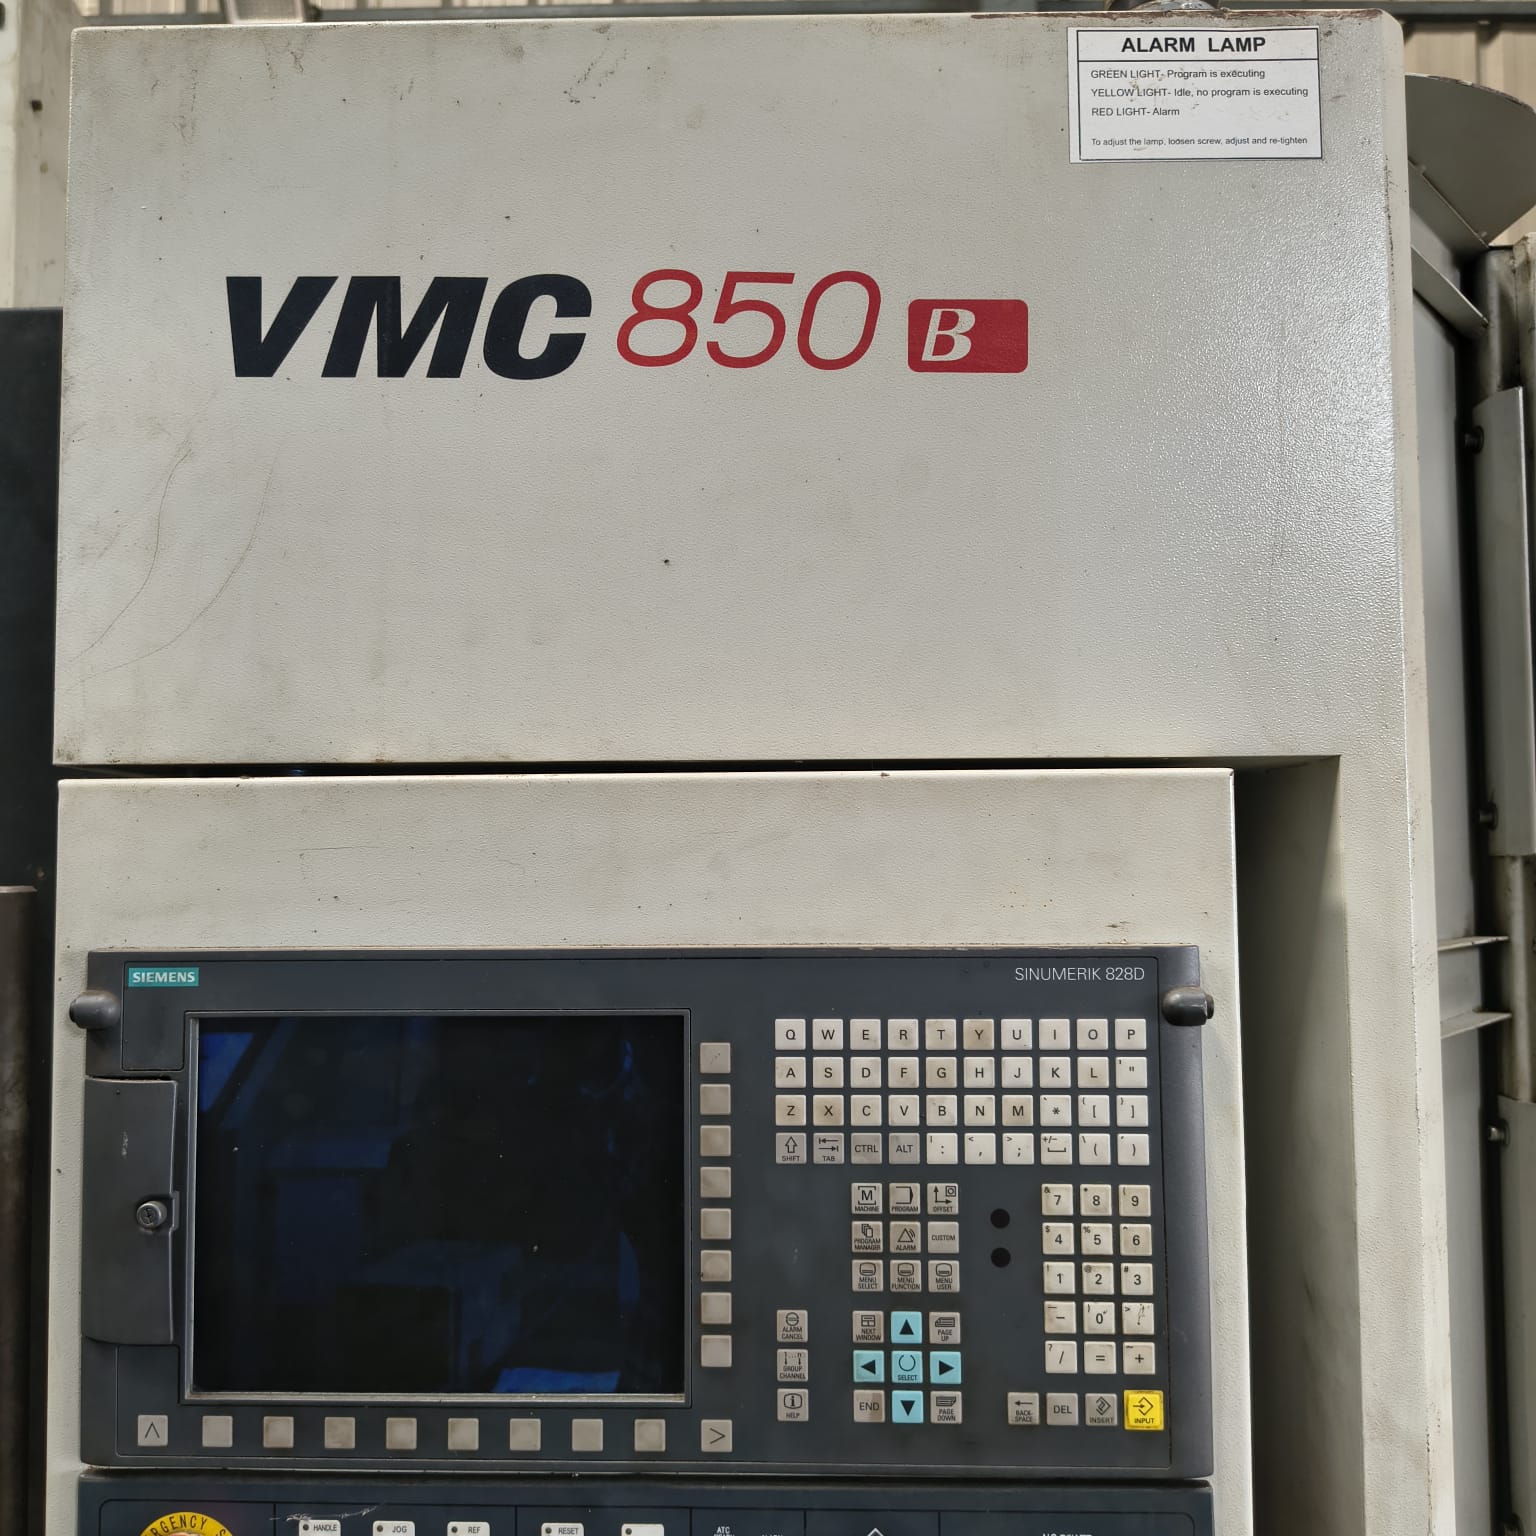 ALARM LAMP
GREEN LIGHT- Program is executing
YELLOW LIGHT- Idle, no program is executing
RED LIGHT- Alarm
To adjust the lamp, loosen screw, adjust and re-tighten
VMC 850 B
SIEMENS
SINUMERIK 828D
Q W E R T Y U I O P
A S D F G H J K L ' "
Z X C V B N M * [ ]
SHIFT TAB CTRL ALT : , ; +/- ( )
MACHINE PROGRAM OFFSET
PROGRAM MANAGER ALARM CUSTOM
MENU SELECT MENU FUNCTION MENU USER
7 8 9
4 5 6
1 2 3
- 0
/ = +
ALARM CANCEL NEXT WINDOW PAGE UP
GROUP CHANNEL SELECT
HELP END PAGE DOWN
BACKSPACE DEL INSERT INPUT
HANDLE JOG REF RESET ATC